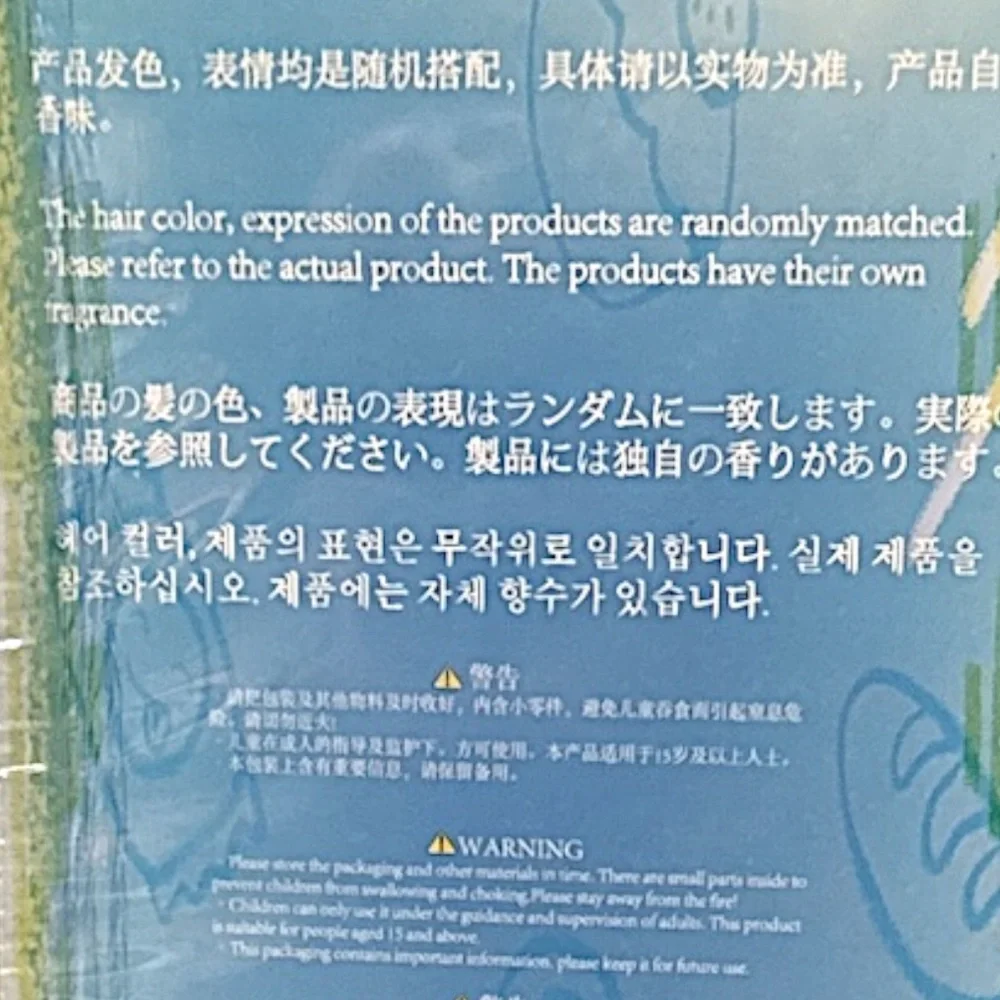 产品发色，表情均是随机搭配，具体请以实物为准，产品自
香味。
The hair color, expression of the products are randomly matched.
Please refer to the actual product. The products have their own
fragrance.
商品の髪の色、製品の表現はランダムに一致します。実際
製品を参照してください。製品には独自の香りがあります。
헤어 컬러, 제품의 표현은 무작위로 일치합니다. 실제 제품을
참조하십시오. 제품에는 자체 향수가 있습니다.
⚠警告
· 请把包装及其他物料及时收好，内含小零件，避免儿童吞食而引起窒息危
险。请切勿近火!
· 儿童在成人的指导及监护下，方可使用。本产品适用于15岁及以上人士。
· 本包装上含有重要信息，请保留备用。
⚠WARNING
· Please store the packaging and other materials in time. There are small parts inside to
prevent children from swallowing and choking.Please stay away from the fire!
· Children can only use it under the guidance and supervision of adults. This product
is suitable for people aged 15 and above.
· This packaging contains important information, please keep it for future use.